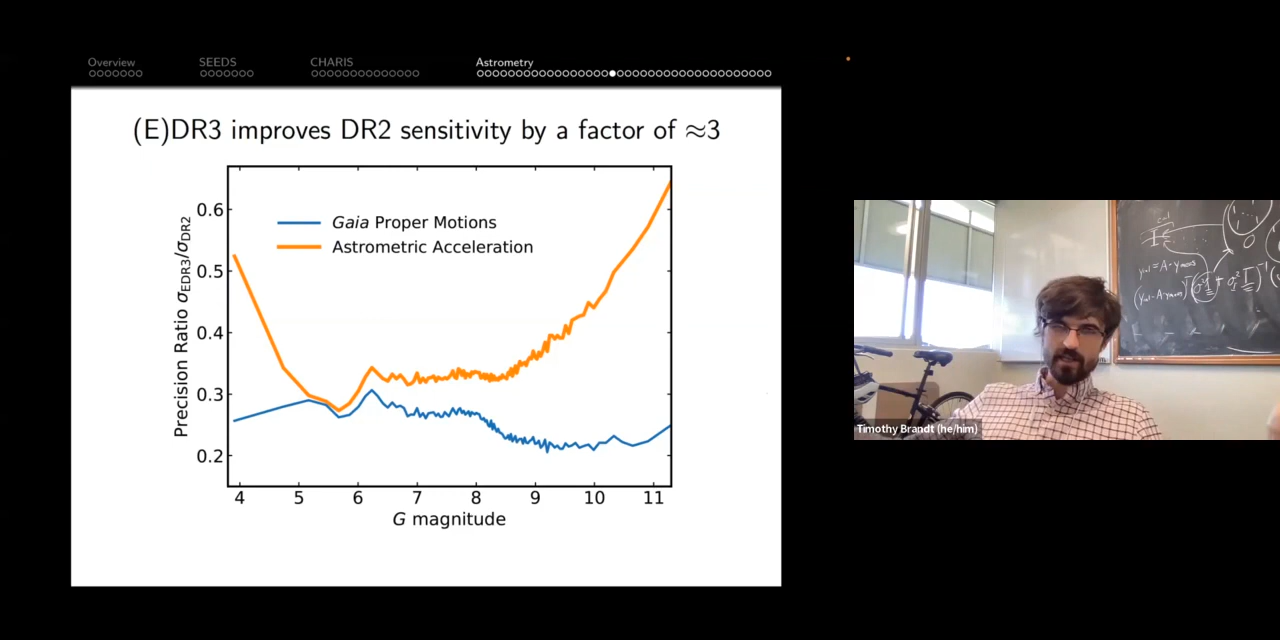 Overview SEEDS CHARIS Astrometry
(E)DR3 improves DR2 sensitivity by a factor of ≈3
Precision Ratio σEDR3/σDR2
0.6
0.5
0.4
0.3
0.2
Gaia Proper Motions
Astrometric Acceleration
4 5 6 7 8 9 10 11
G magnitude
Timothy Brandt (he/him)